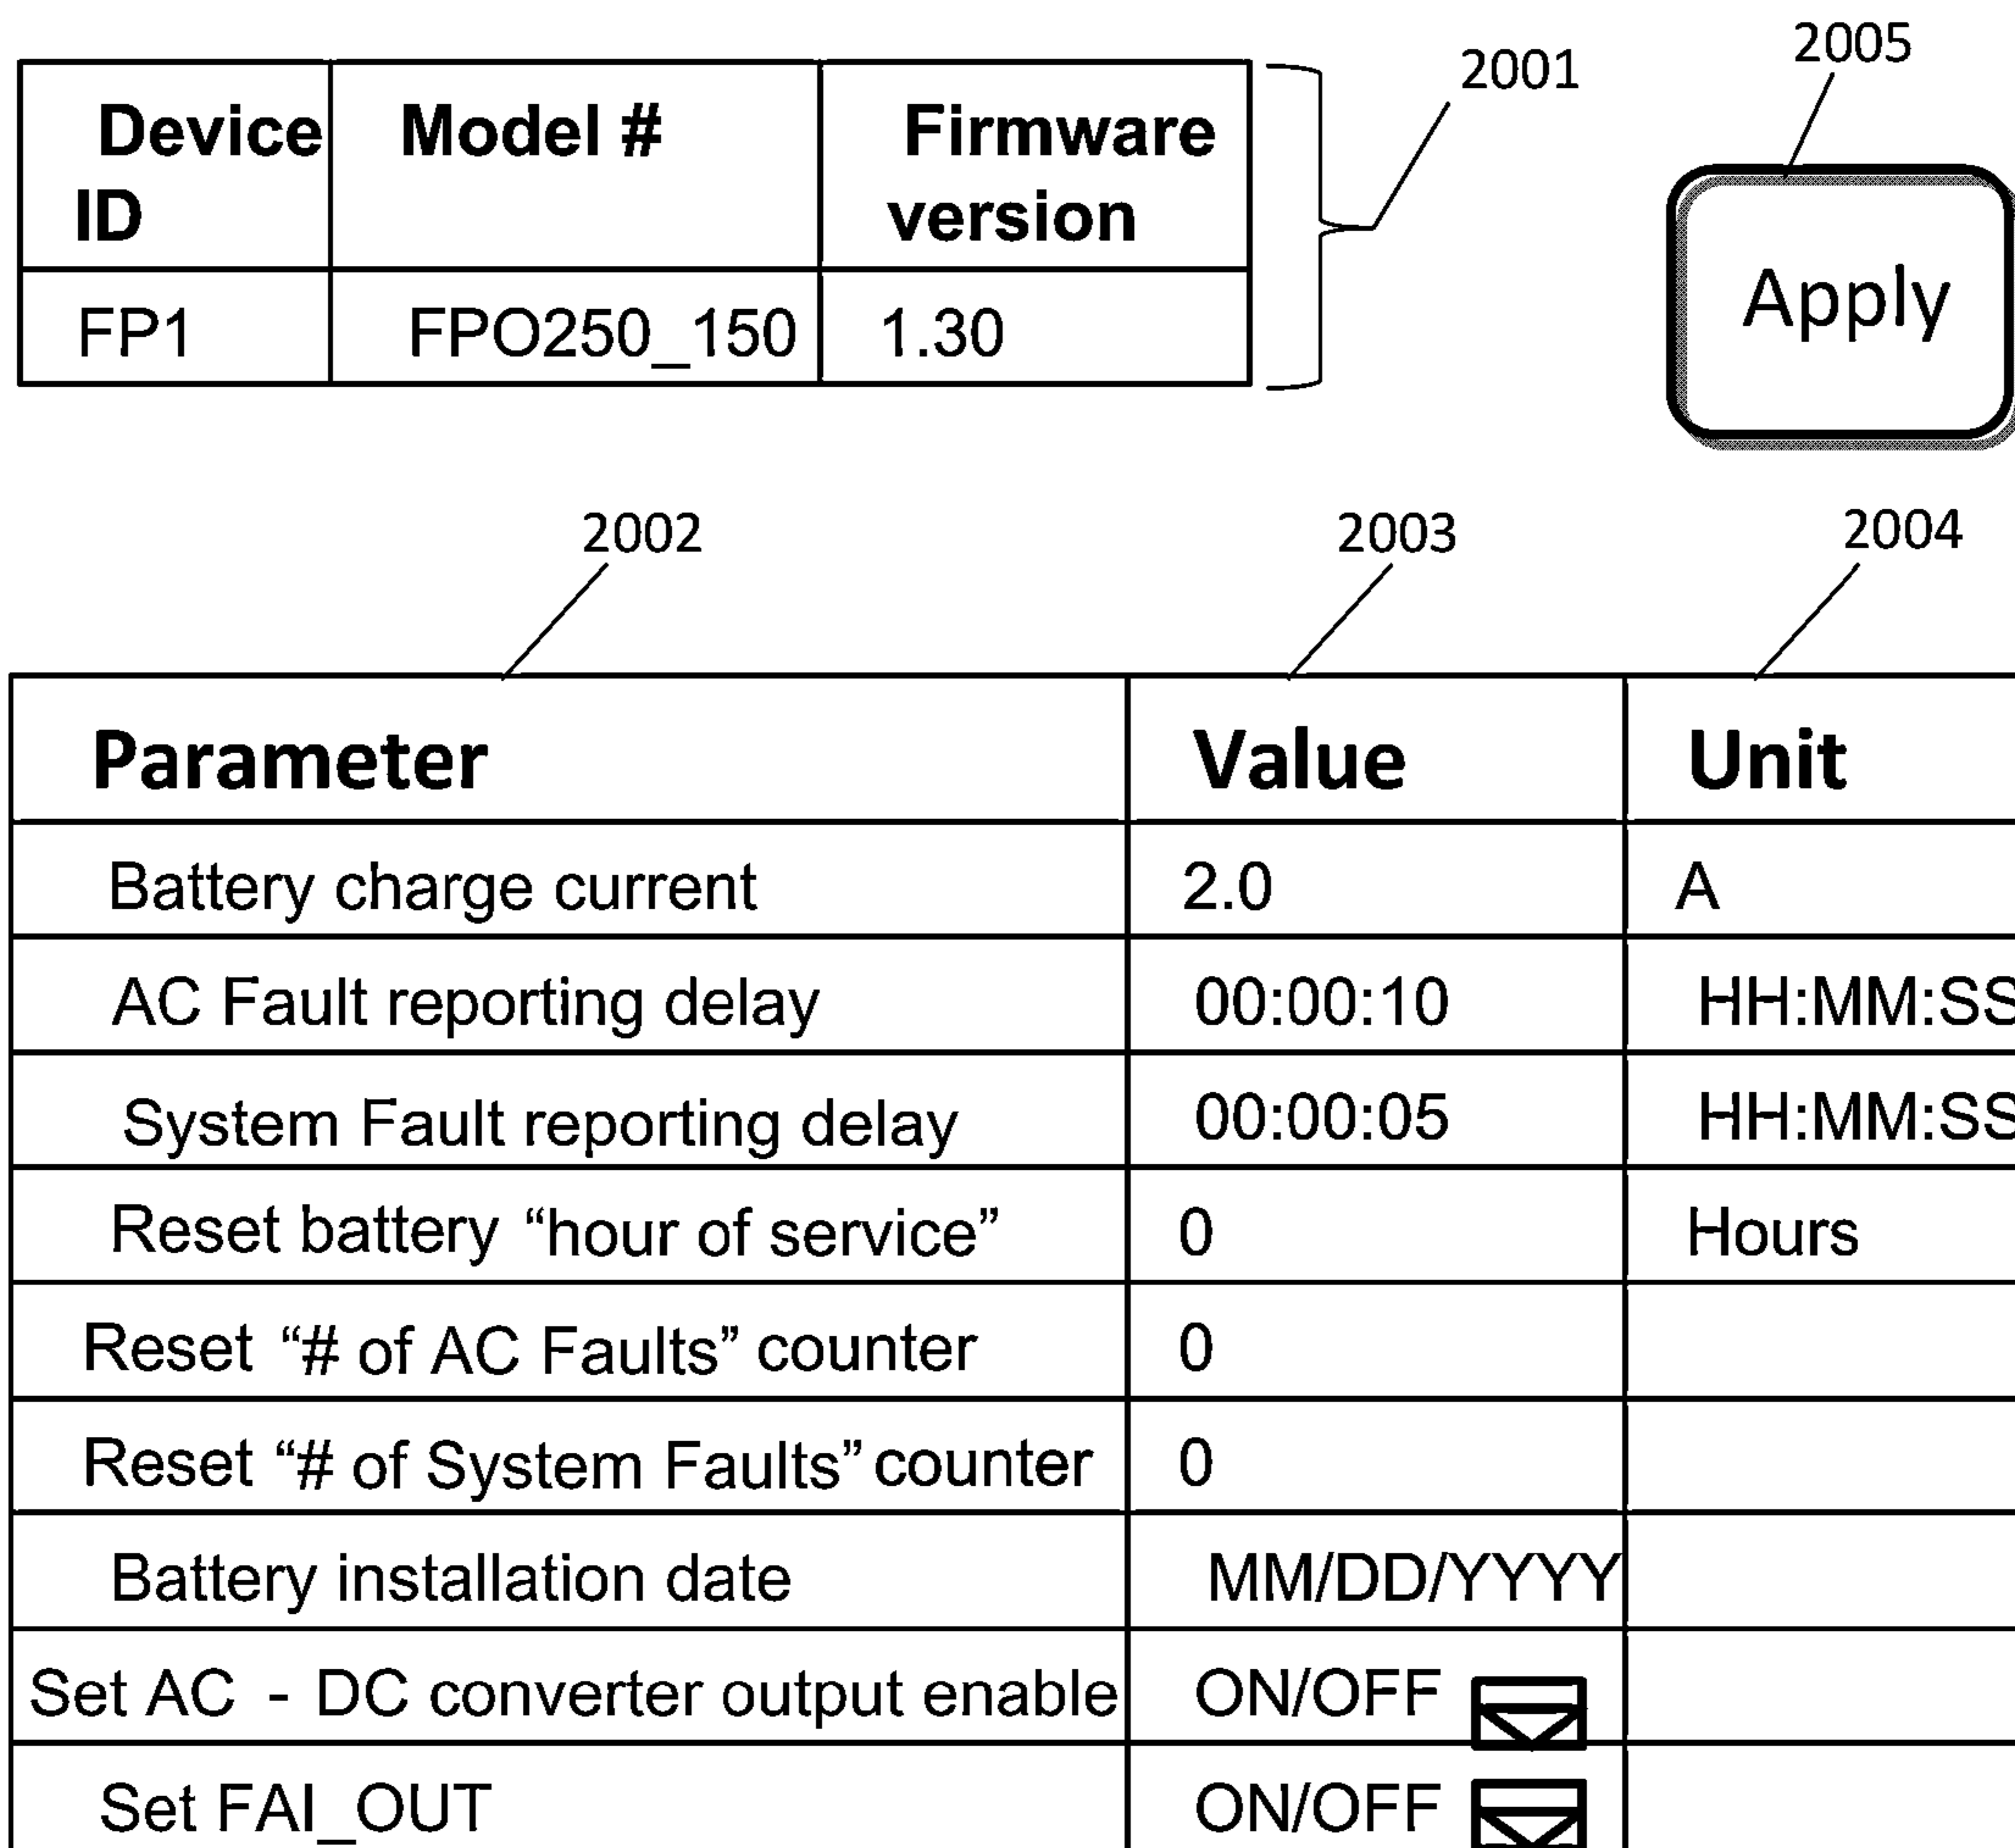 2005
2001
Device ID Model # Firmware version
FP1 FPO250_150 1.30
Apply
2002 2003 2004
Parameter Value Unit
Battery charge current 2.0 A
AC Fault reporting delay 00:00:10 HH:MM:SS
System Fault reporting delay 00:00:05 HH:MM:SS
Reset battery “hour of service” 0 Hours
Reset “# of AC Faults” counter 0
Reset “# of System Faults” counter 0
Battery installation date MM/DD/YYYY
Set AC - DC converter output enable ON/OFF
Set FAI_OUT ON/OFF